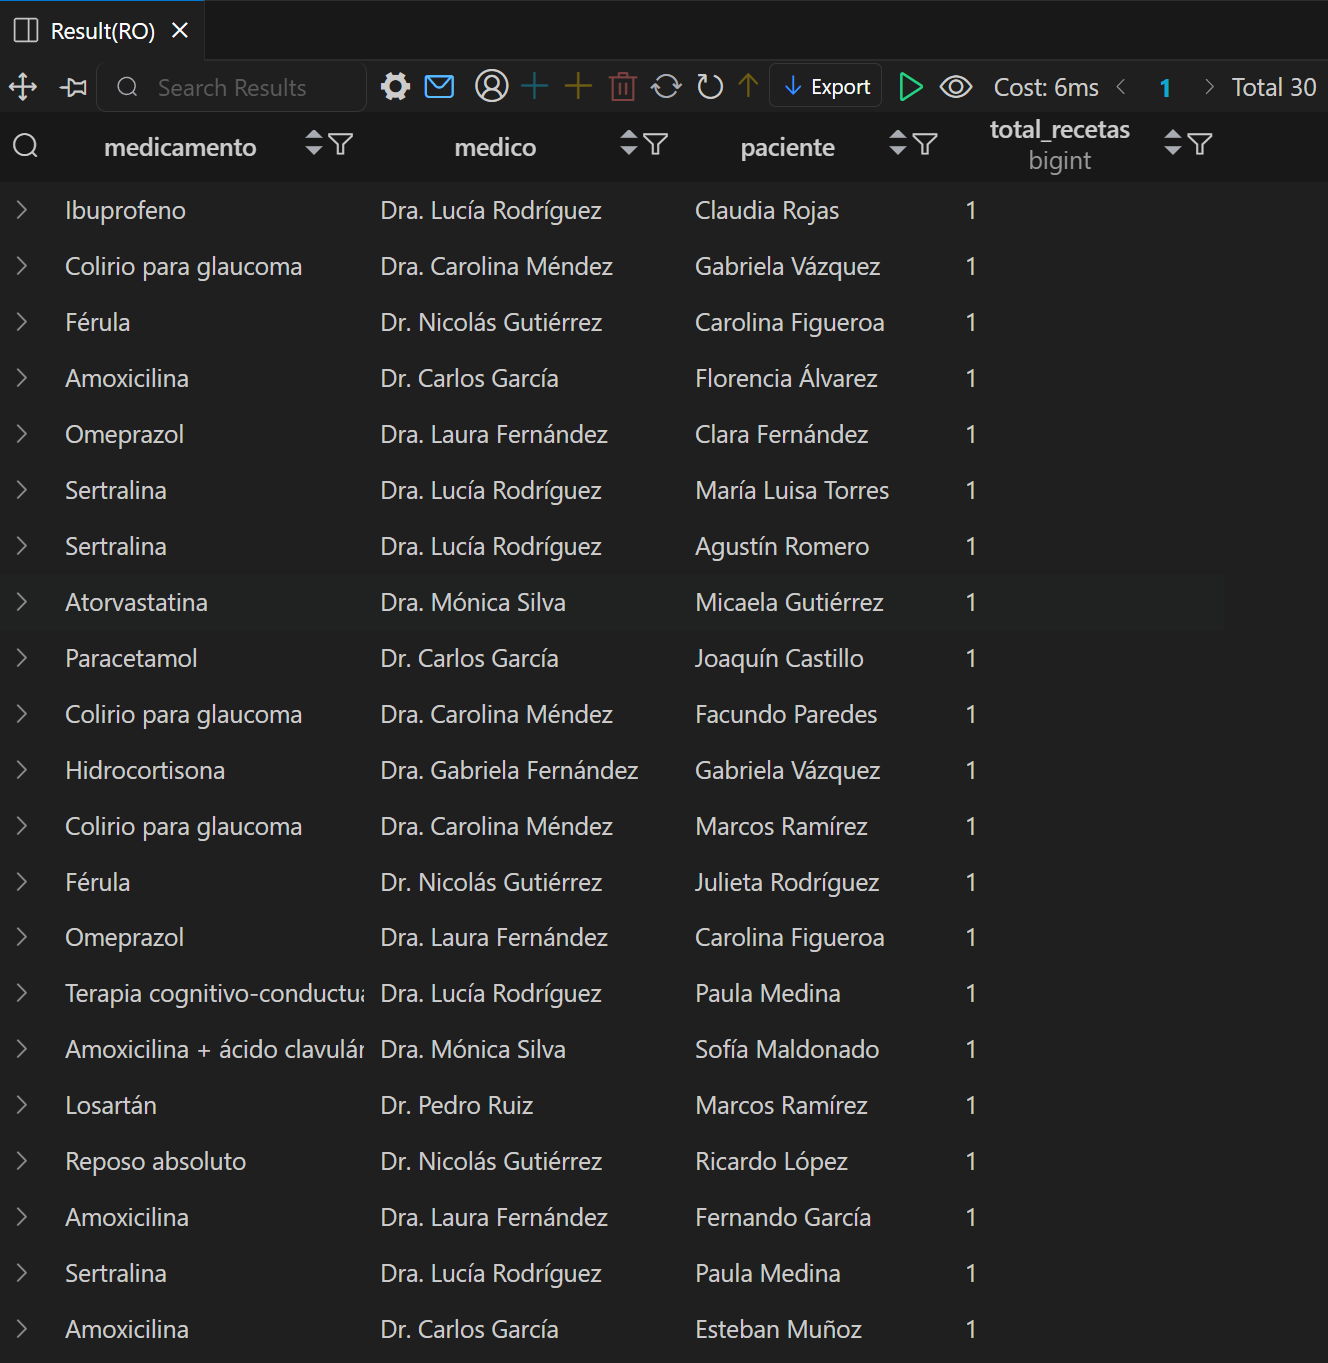 Result(RO)
Search Results Export Cost: 6ms 1 Total 30
medicamento medico paciente total_recetas
bigint
Ibuprofeno Dra. Lucía Rodríguez Claudia Rojas 1
Colirio para glaucoma Dra. Carolina Méndez Gabriela Vázquez 1
Férula Dr. Nicolás Gutiérrez Carolina Figueroa 1
Amoxicilina Dr. Carlos García Florencia Álvarez 1
Omeprazol Dra. Laura Fernández Clara Fernández 1
Sertralina Dra. Lucía Rodríguez María Luisa Torres 1
Sertralina Dra. Lucía Rodríguez Agustín Romero 1
Atorvastatina Dra. Mónica Silva Micaela Gutiérrez 1
Paracetamol Dr. Carlos García Joaquín Castillo 1
Colirio para glaucoma Dra. Carolina Méndez Facundo Paredes 1
Hidrocortisona Dra. Gabriela Fernández Gabriela Vázquez 1
Colirio para glaucoma Dra. Carolina Méndez Marcos Ramírez 1
Férula Dr. Nicolás Gutiérrez Julieta Rodríguez 1
Omeprazol Dra. Laura Fernández Carolina Figueroa 1
Terapia cognitivo-conductua Dra. Lucía Rodríguez Paula Medina 1
Amoxicilina + ácido clavulár Dra. Mónica Silva Sofía Maldonado 1
Losartán Dr. Pedro Ruiz Marcos Ramírez 1
Reposo absoluto Dr. Nicolás Gutiérrez Ricardo López 1
Amoxicilina Dra. Laura Fernández Fernando García 1
Sertralina Dra. Lucía Rodríguez Paula Medina 1
Amoxicilina Dr. Carlos García Esteban Muñoz 1